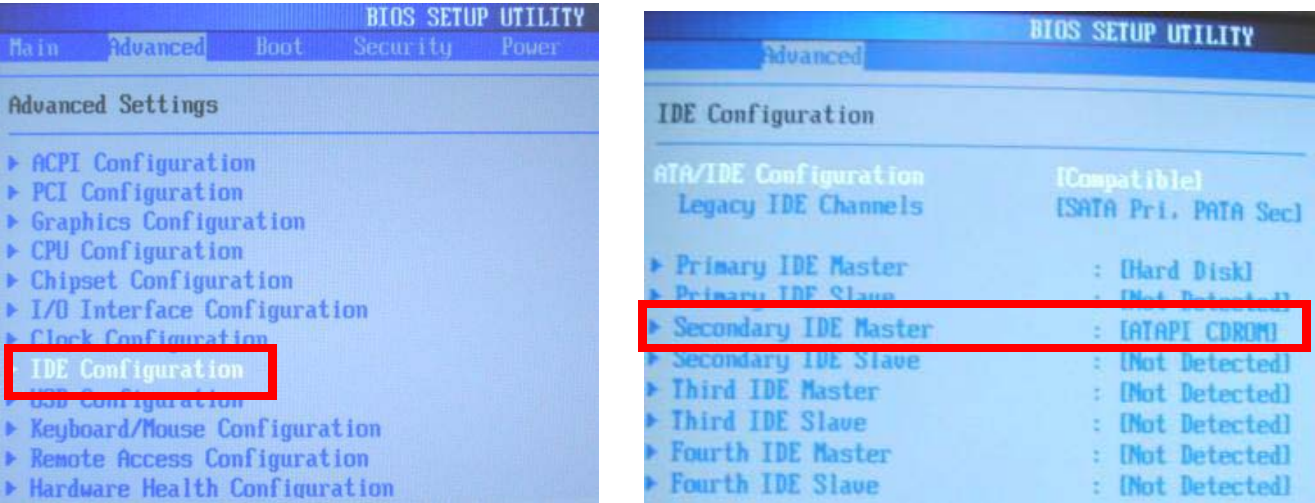 BIOS SETUP UTILITY
Main Advanced Boot Security Power
Advanced Settings
ACPI Configuration
PCI Configuration
Graphics Configuration
CPU Configuration
Chipset Configuration
I/O Interface Configuration
Clock Configuration
IDE Configuration
USB Configuration
Keyboard/Mouse Configuration
Remote Access Configuration
Hardware Health Configuration
BIOS SETUP UTILITY
Advanced
IDE Configuration
ATA/IDE Configuration [Compatible]
Legacy IDE Channels [SATA Pri, PATA Sec]
Primary IDE Master : [Hard Disk]
Primary IDE Slave : [Not Detected]
Secondary IDE Master : [ATAPI CDROM]
Secondary IDE Slave : [Not Detected]
Third IDE Master : [Not Detected]
Third IDE Slave : [Not Detected]
Fourth IDE Master : [Not Detected]
Fourth IDE Slave : [Not Detected]